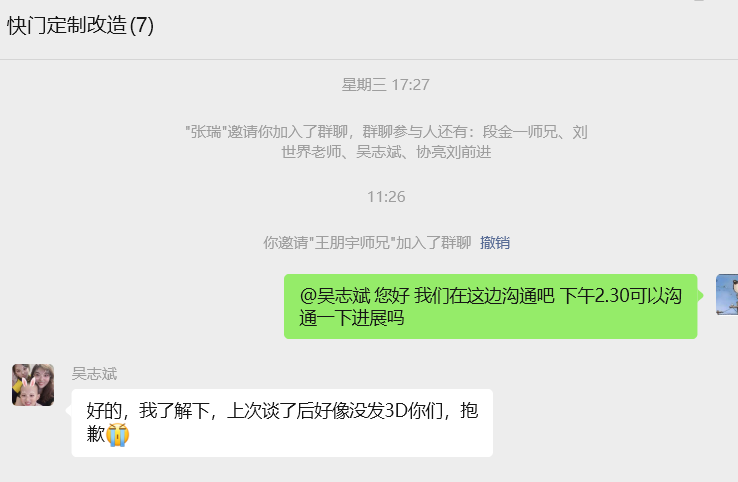 快门定制改造(7)
星期三 17:27
"张瑞"邀请你加入了群聊，群聊参与人还有：段金一师兄、刘
世界老师、吴志斌、协亮刘前进
11:26
你邀请"王朋宇师兄"加入了群聊 撤销
@吴志斌 您好 我们在这边沟通吧 下午2.30可以沟
通一下进展吗
吴志斌
好的，我了解下，上次谈了后好像没发3D你们，抱
歉😭